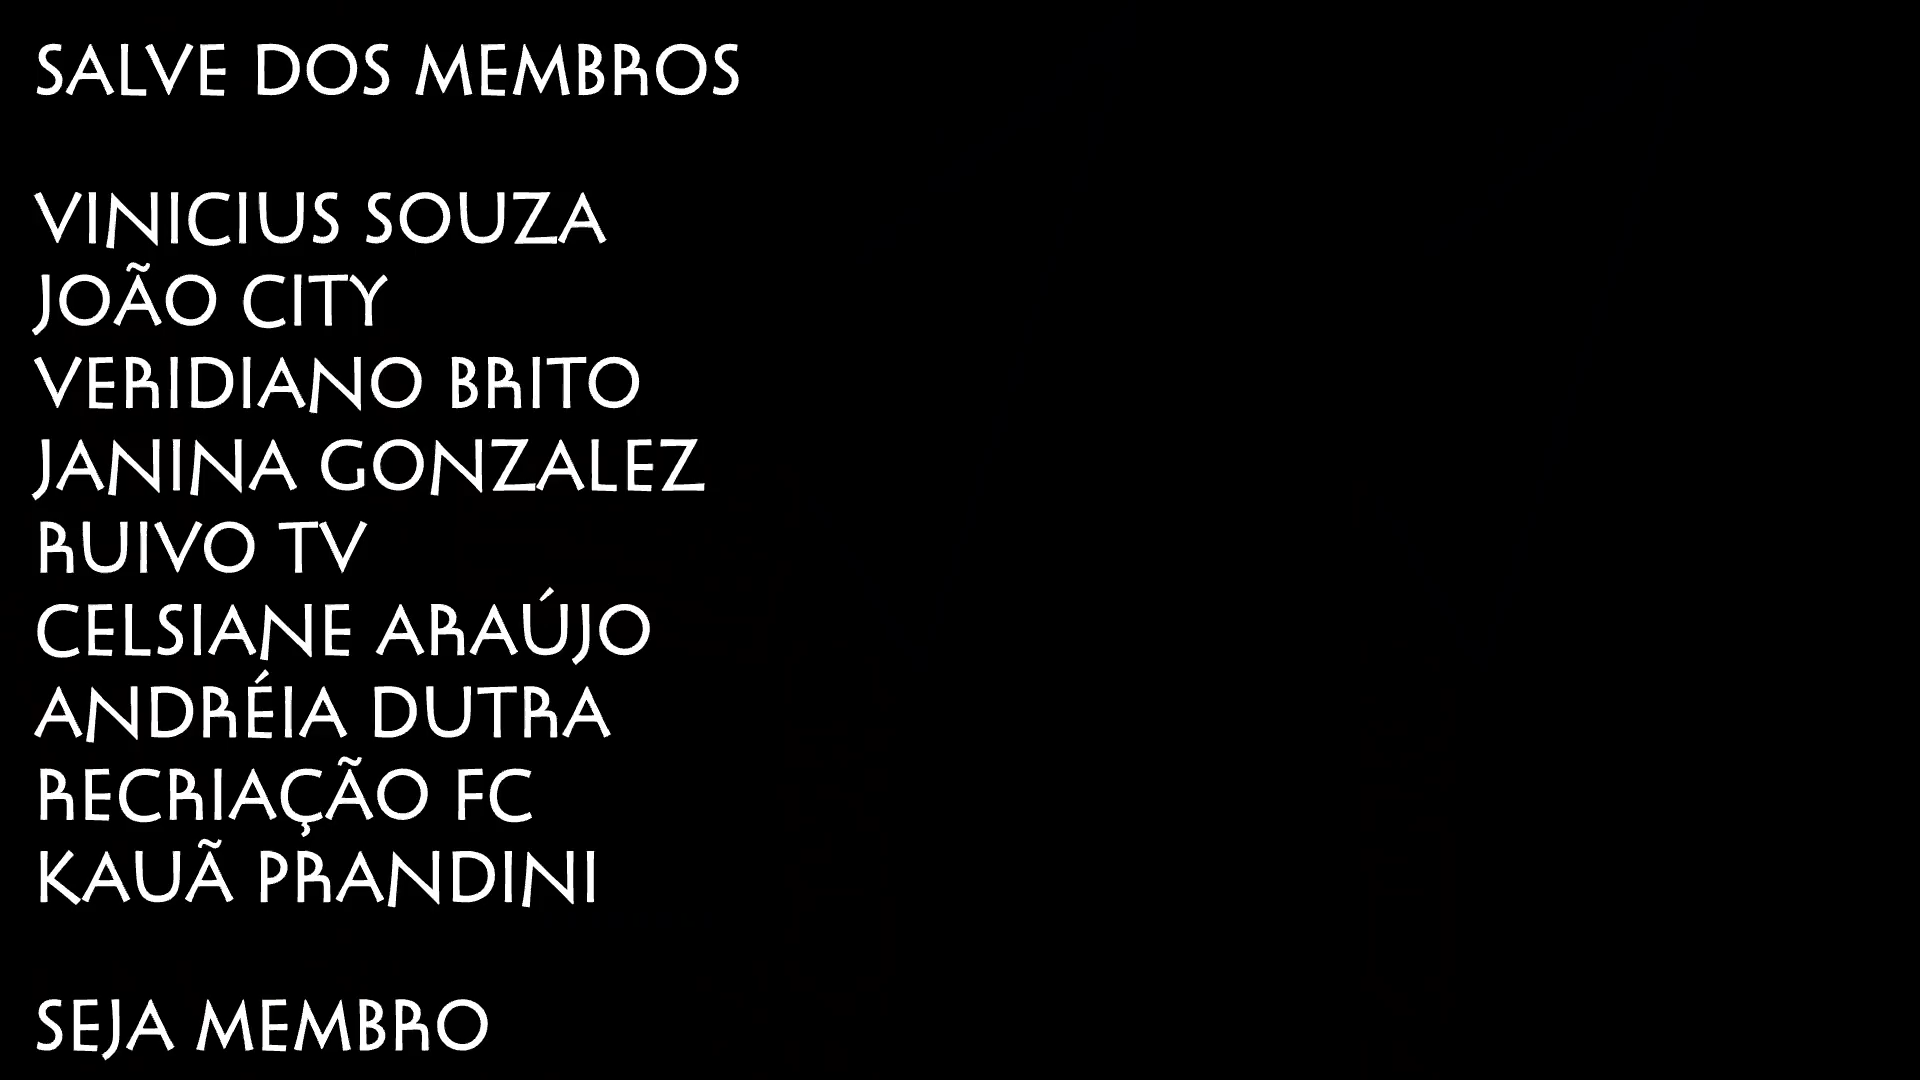 SALVE DOS MEMBROS
VINICIUS SOUZA
JOÃO CITY
VERIDIANO BRITO
JANINA GONZALEZ
RUIVO TV
CELSIANE ARAÚJO
ANDRÉIA DUTRA
RECRIAÇÃO FC
KAUÃ PRANDINI
SEJA MEMBRO